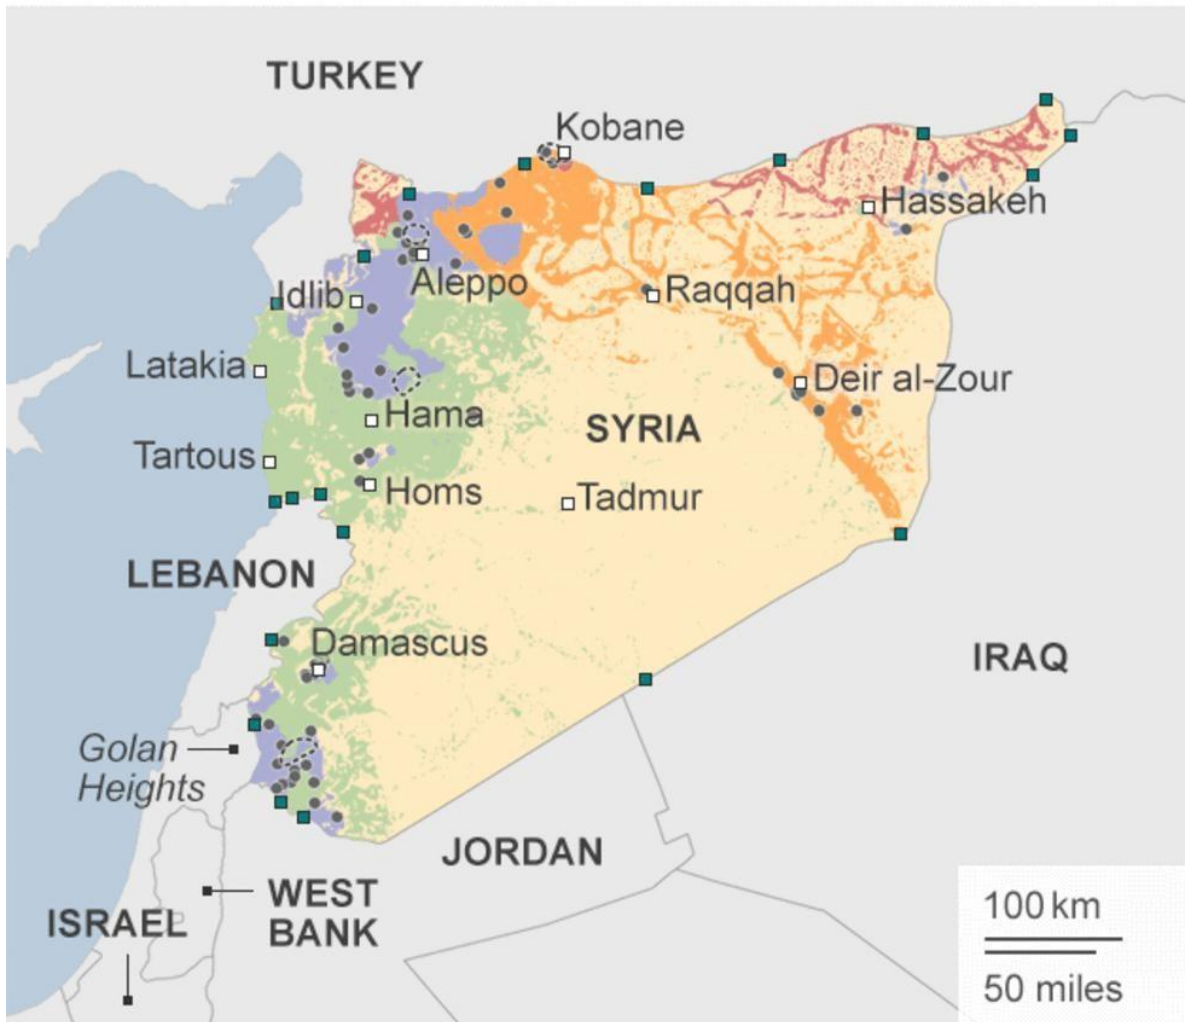 TURKEY
Kobane
Hassakeh
Aleppo
Idlib
Raqqah
Latakia
Deir al-Zour
Hama
SYRIA
Tartous
Homs
Tadmur
LEBANON
Damascus
IRAQ
Golan
Heights
JORDAN
WEST
BANK
ISRAEL
100 km
50 miles